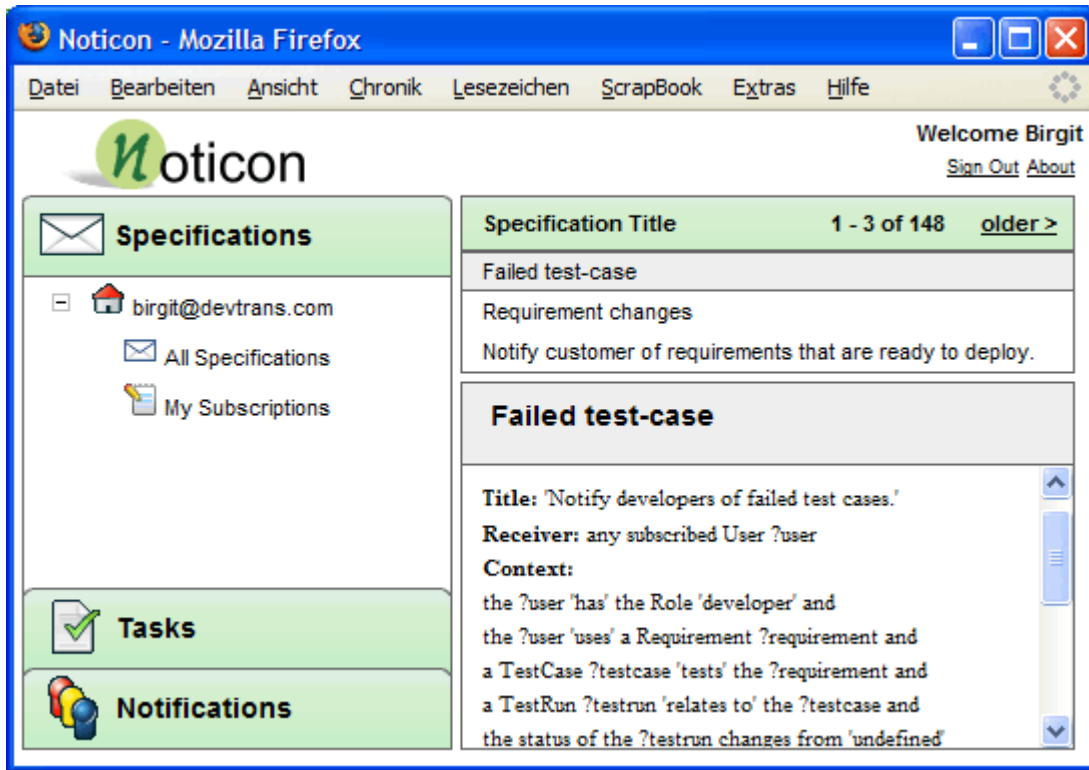 Noticon - Mozilla Firefox
Datei Bearbeiten Ansicht Chronik Lesezeichen ScrapBook Extras Hilfe
Noticon
Welcome Birgit
Sign Out About
Specifications
birgit@devtrans.com
All Specifications
My Subscriptions
Tasks
Notifications
Specification Title 1 - 3 of 148 older >
Failed test-case
Requirement changes
Notify customer of requirements that are ready to deploy.
Failed test-case
Title: 'Notify developers of failed test cases.'
Receiver: any subscribed User ?user
Context:
the ?user 'has' the Role 'developer' and
the ?user 'uses' a Requirement ?requirement and
a TestCase ?testcase 'tests' the ?requirement and
a TestRun ?testrun 'relates to' the ?testcase and
the status of the ?testrun changes from 'undefined'